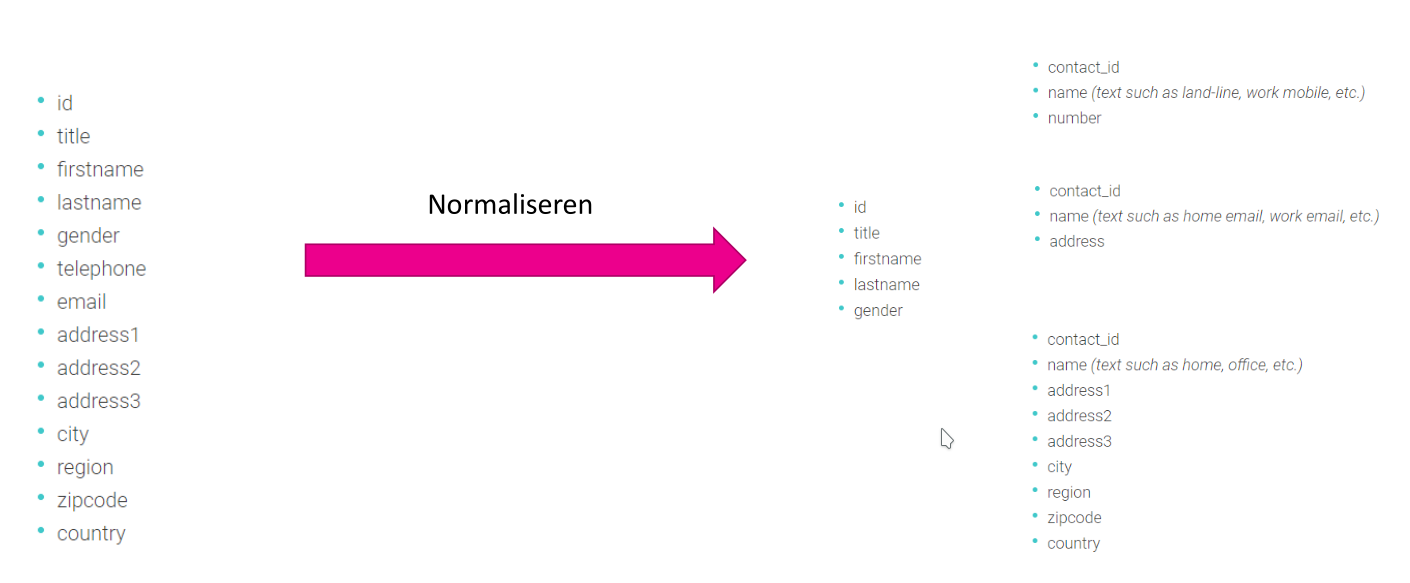 • id
• title
• firstname
• lastname
• gender
• telephone
• email
• address1
• address2
• address3
• city
• region
• zipcode
• country
Normaliseren
• id
• title
• firstname
• lastname
• gender
• contact_id
• name (text such as land-line, work mobile, etc.)
• number
• contact_id
• name (text such as home email, work email, etc.)
• address
• contact_id
• name (text such as home, office, etc.)
• address1
• address2
• address3
• city
• region
• zipcode
• country